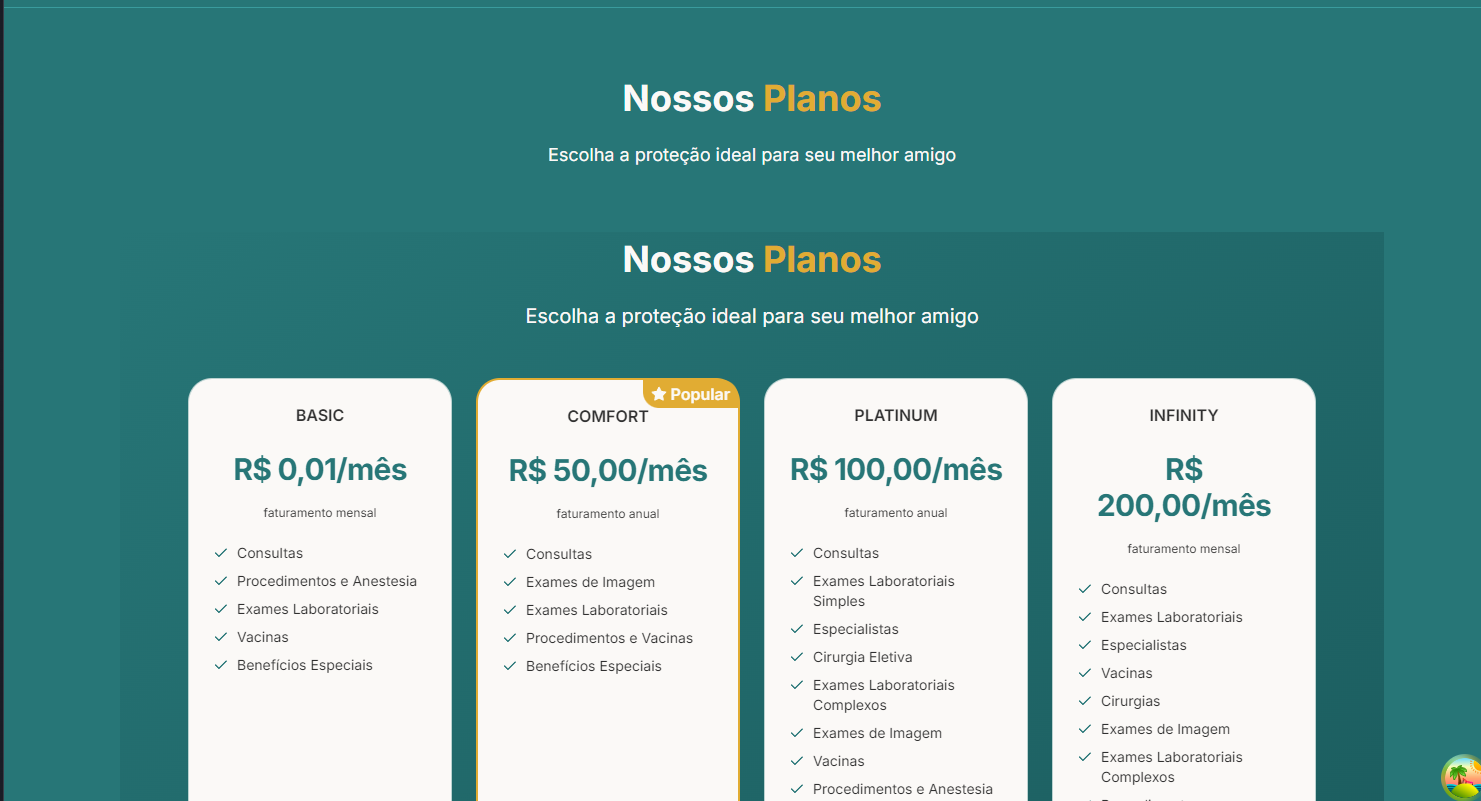 Nossos Planos
Escolha a proteção ideal para seu melhor amigo
Nossos Planos
Escolha a proteção ideal para seu melhor amigo
BASIC
R$ 0,01/mês
faturamento mensal
Consultas
Procedimentos e Anestesia
Exames Laboratoriais
Vacinas
Benefícios Especiais
Popular
COMFORT
R$ 50,00/mês
faturamento anual
Consultas
Exames de Imagem
Exames Laboratoriais
Procedimentos e Vacinas
Benefícios Especiais
PLATINUM
R$ 100,00/mês
faturamento anual
Consultas
Exames Laboratoriais
Simples
Especialistas
Cirurgia Eletiva
Exames Laboratoriais
Complexos
Exames de Imagem
Vacinas
Procedimentos e Anestesia
INFINITY
R$
200,00/mês
faturamento mensal
Consultas
Exames Laboratoriais
Especialistas
Vacinas
Cirurgias
Exames de Imagem
Exames Laboratoriais
Complexos